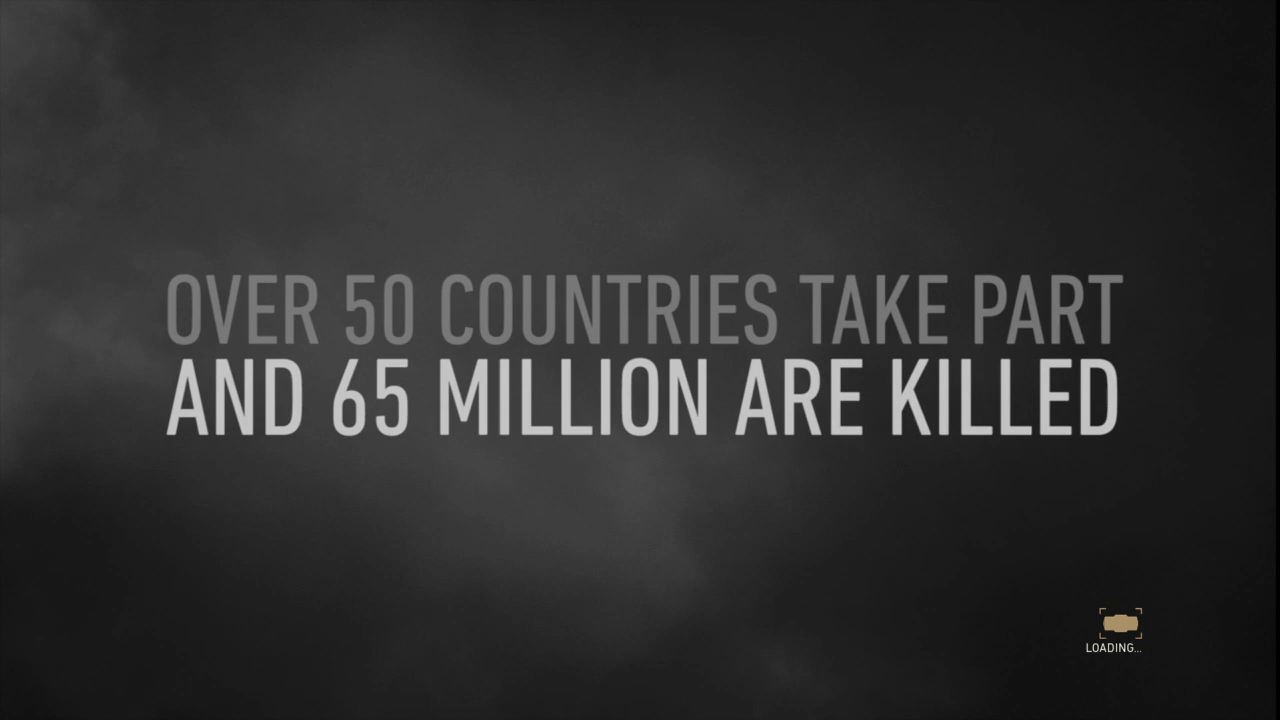 OVER 50 COUNTRIES TAKE PART
AND 65 MILLION ARE KILLED
LOADING...